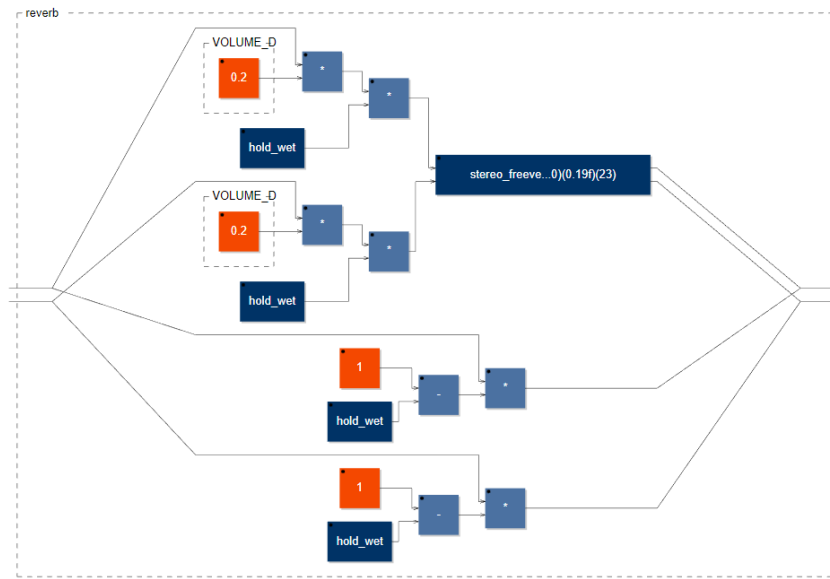 reverb
VOLUME_D
0.2
*
*
hold_wet
stereo_freeve...0)(0.19f)(23)
VOLUME_D
0.2
*
*
hold_wet
1
-
*
hold_wet
1
-
*
hold_wet